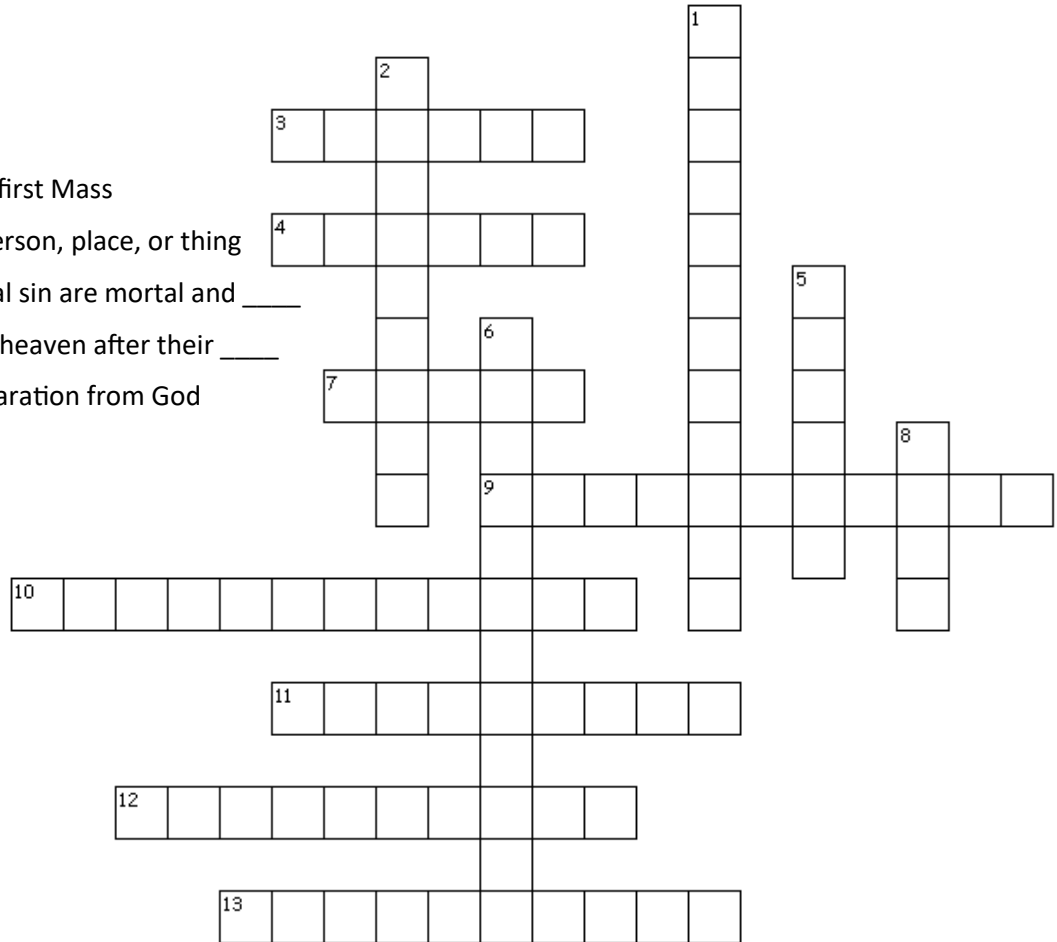 1
2
3
first Mass
4
erson, place, or thing
5
al sin are mortal and ____
6
heaven after their ____
7
aration from God
8
9
10
11
12
13